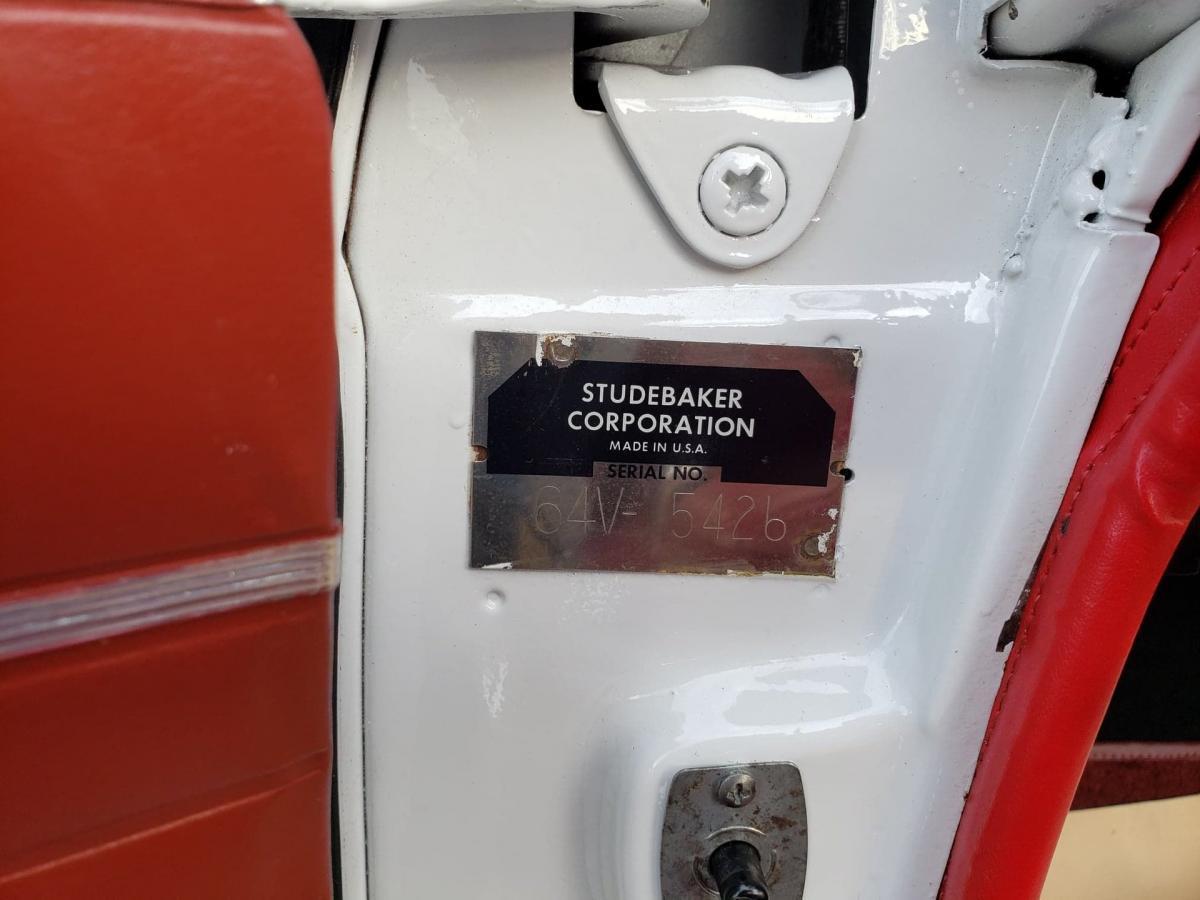 STUDEBAKER
CORPORATION
MADE IN U.S.A.
SERIAL NO.
64V- 5426